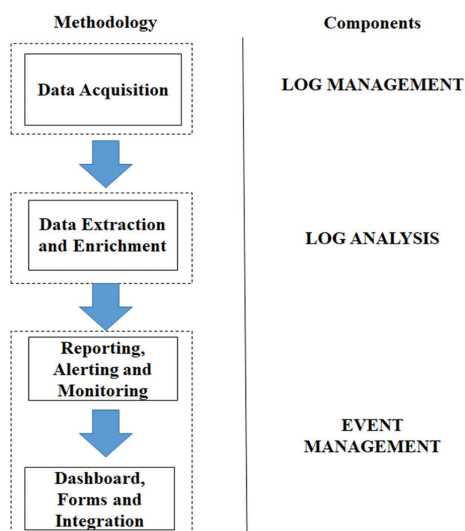 Methodology
Components
Data Acquisition
LOG MANAGEMENT
Data Extraction
and Enrichment
LOG ANALYSIS
Reporting,
Alerting and
Monitoring
EVENT
MANAGEMENT
Dashboard,
Forms and
Integration